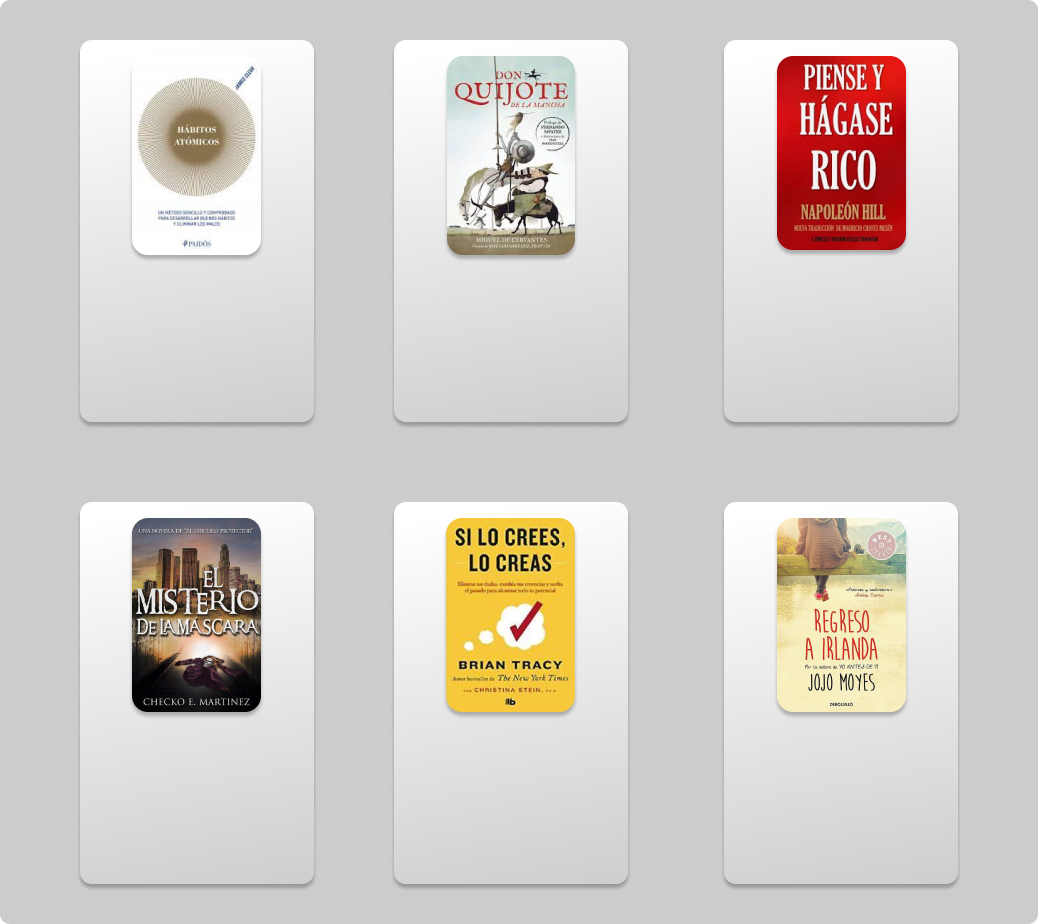 JAMES CLEAR
HÁBITOS
ATÓMICOS
UN MÉTODO SENCILLO Y COMPROBADO
PARA DESARROLLAR BUENOS HÁBITOS
Y ELIMINAR LOS MALOS
PAIDÓS
DON
QUIJOTE
DE LA MANCHA
Prólogo de
FERNANDO
SAVATER
MIGUEL DE CERVANTES
PIENSE Y
HÁGASE
RICO
NAPOLEÓN HILL
NUEVA TRADUCCIÓN DE MAURICIO CHAVES MESÉN
UNA NOVELA DE "EL CÍRCULO PROTECTOR"
EL
MISTERIO
DE LA MÁSCARA
CHECKO E. MARTINEZ
SI LO CREES,
LO CREAS
Elimina tus dudas, cambia tus creencias y suelta
el pasado para alcanzar todo tu potencial
BRIAN TRACY
Autor bestseller de The New York Times
CON CHRISTINA STEIN, Ph.D.
B
BEST
SELLER
REGRESO
A IRLANDA
Por la autora de YO ANTES DE TI
JOJO MOYES
DEBOLSILLO